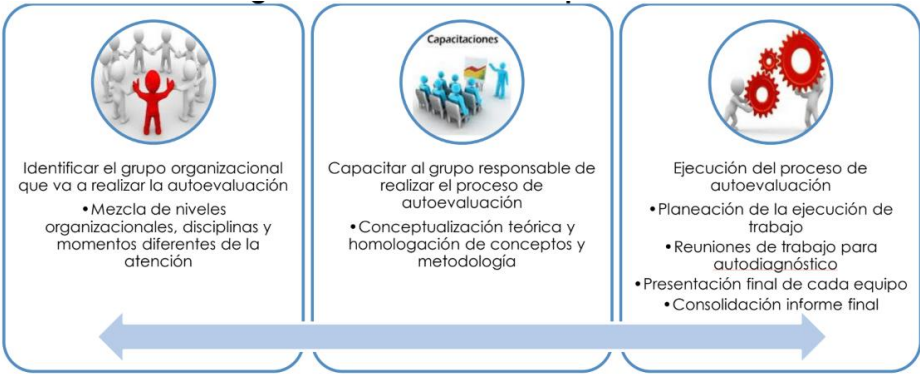 Capacitaciones
Identificar el grupo organizacional
que va a realizar la autoevaluación
•Mezcla de niveles
organizacionales, disciplinas y
momentos diferentes de la
atención
Capacitar al grupo responsable de
realizar el proceso de
autoevaluación
•Conceptualización teórica y
homologación de conceptos y
metodología
Ejecución del proceso de
autoevaluación
•Planeación de la ejecución de
trabajo
•Reuniones de trabajo para
autodiagnóstico
•Presentación final de cada equipo
•Consolidación informe final